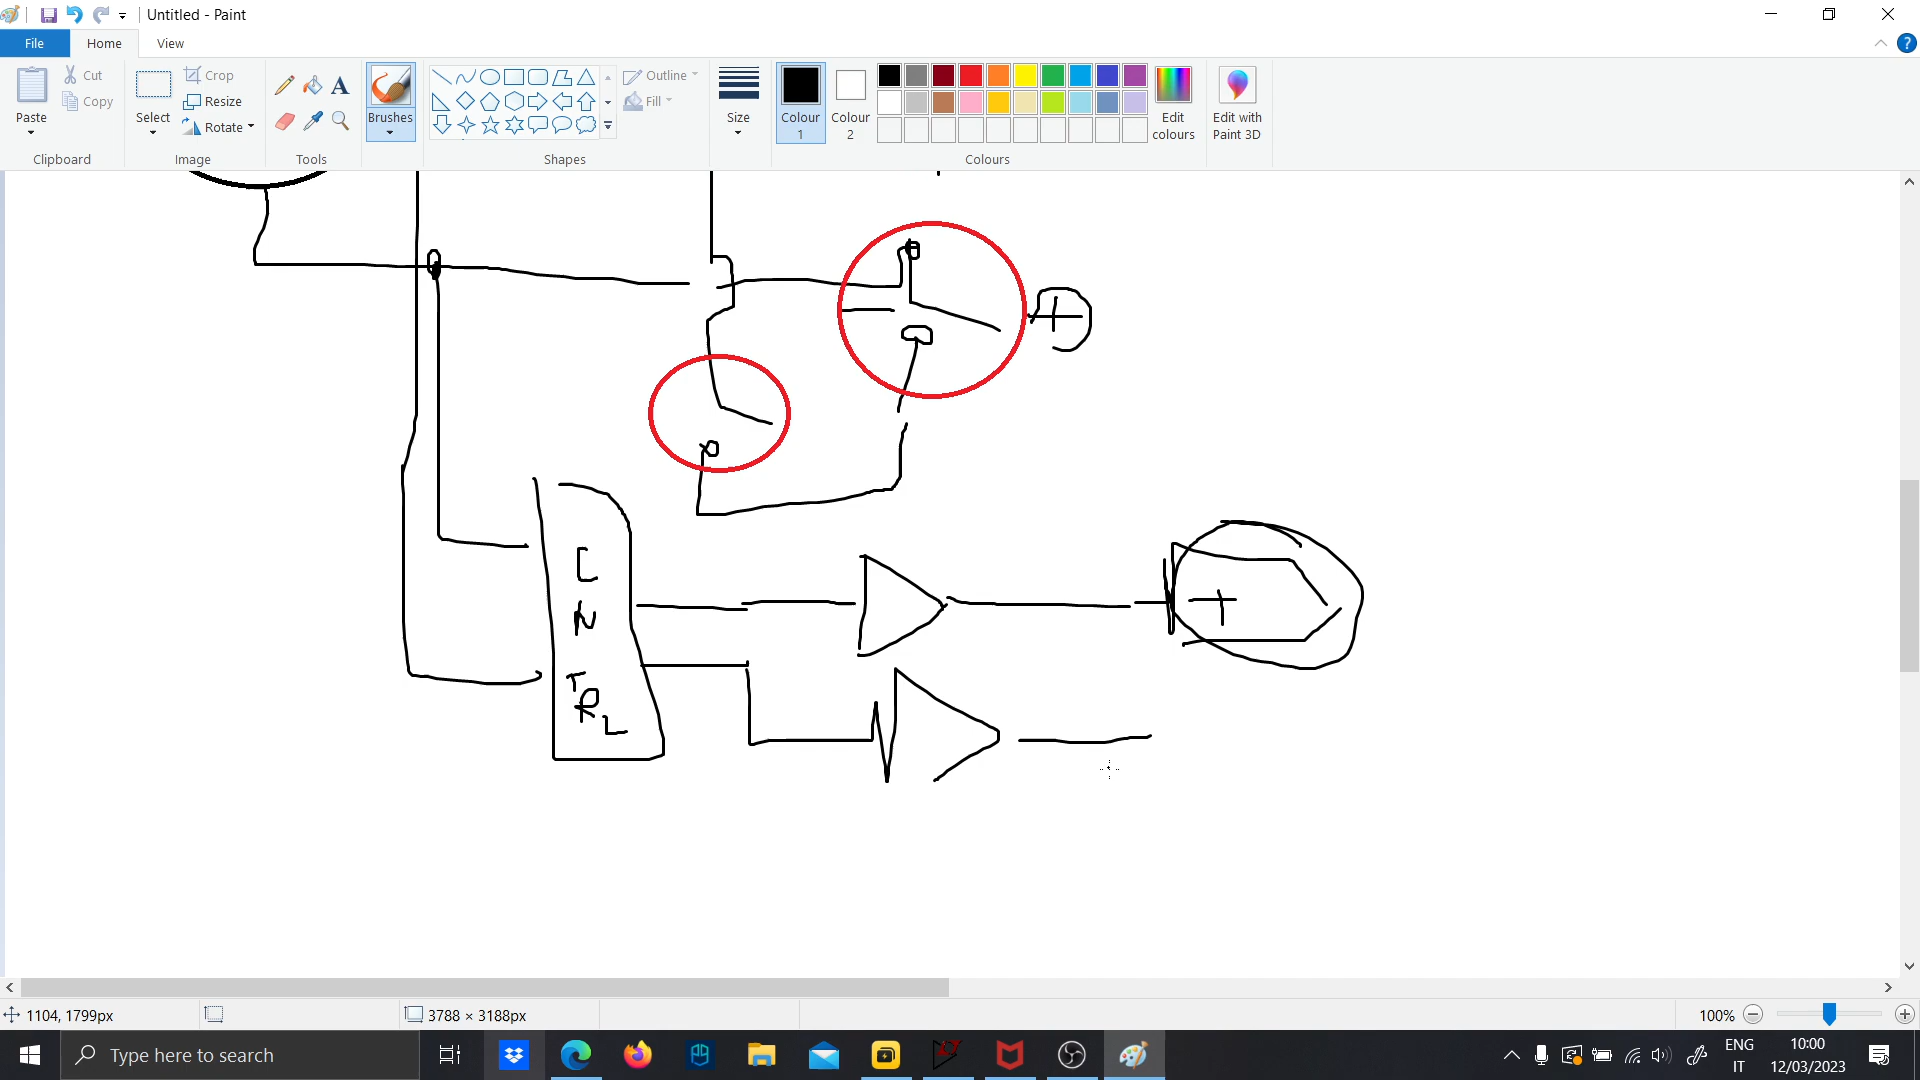 Untitled - Paint
File
Home
View
Paste
Cut
Copy
Clipboard
Select
Crop
Resize
Rotate
Image
A
Tools
Brushes
Shapes
Outline
Fill
Size
Colour
1
Colour
2
Edit
colours
Edit with
Paint 3D
Colours
+
+
C
N
T
R
L
1104, 1799px
3788 × 3188px
100%
Type here to search
ENG
IT
10:00
12/03/2023